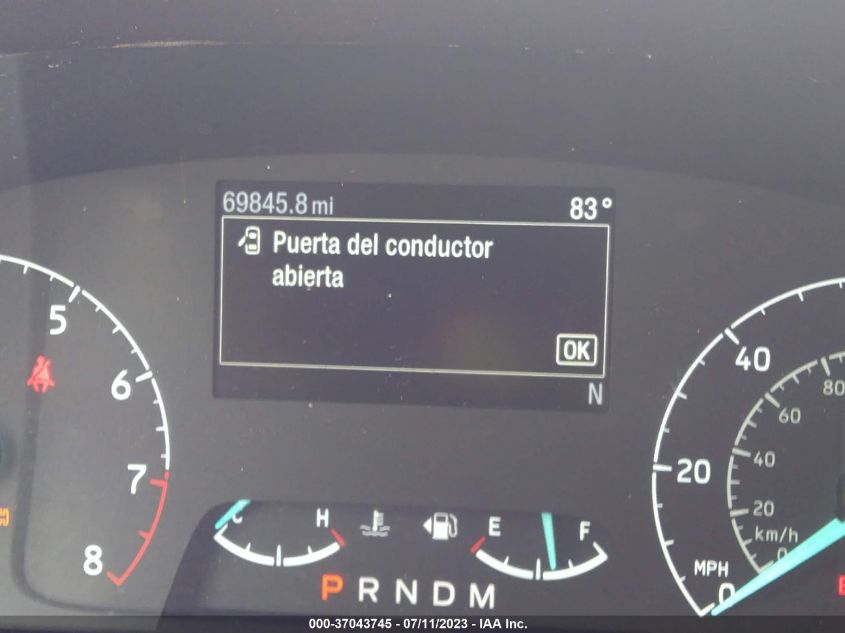 69845.8 mi 83°
Puerta del conductor
abierta
OK
N
5
6
7
8
C H
E F
P R N D M
40
20
MPH
0
80
60
40
20
km/h
0
000-37043745 - 07/11/2023 - IAA Inc.